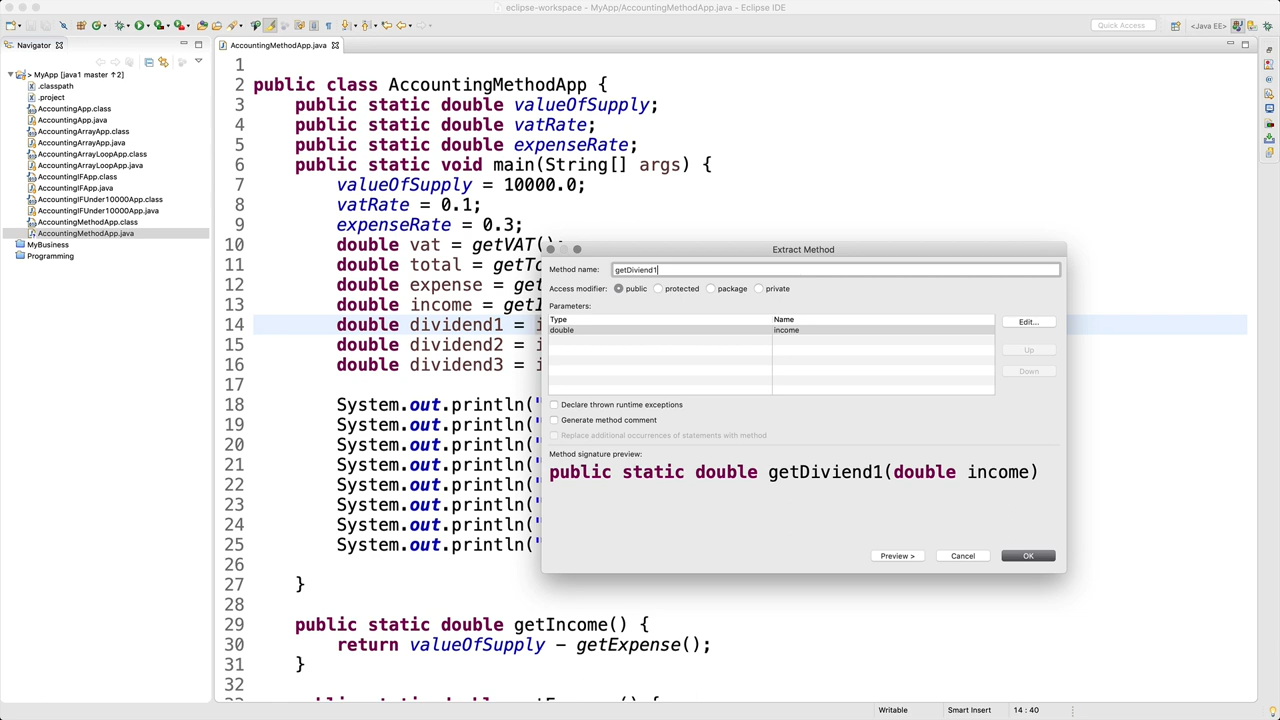 eclipse-workspace - MyApp/AccountingMethodApp.java - Eclipse IDE
Quick Access
<Java EE>
Navigator
AccountingMethodApp.java
> MyApp [java1 master ↑2]
.classpath
.project
AccountingApp.class
AccountingApp.java
AccountingArrayApp.class
AccountingArrayApp.java
AccountingArrayLoopApp.class
AccountingArrayLoopApp.java
AccountingIFApp.class
AccountingIFApp.java
AccountingIFUnder10000App.class
AccountingIFUnder10000App.java
AccountingMethodApp.class
AccountingMethodApp.java
MyBusiness
Programming
1
2 public class AccountingMethodApp {
3 public static double valueOfSupply;
4 public static double vatRate;
5 public static double expenseRate;
6 public static void main(String[] args) {
7 valueOfSupply = 10000.0;
8 vatRate = 0.1;
9 expenseRate = 0.3;
10 double vat = getVAT();
11 double total = getTo
12 double expense = get
13 double income = getI
14 double dividend1 = i
15 double dividend2 = i
16 double dividend3 = i
17
18 System.out.println("
19 System.out.println("
20 System.out.println("
21 System.out.println("
22 System.out.println("
23 System.out.println("
24 System.out.println("
25 System.out.println("
26
27 }
28
29 public static double getIncome() {
30 return valueOfSupply - getExpense();
31 }
32
Extract Method
Method name: getDiviend1
Access modifier: public protected package private
Parameters:
Type Name
double income
Edit...
Up
Down
Declare thrown runtime exceptions
Generate method comment
Replace additional occurrences of statements with method
Method signature preview:
public static double getDiviend1(double income)
Preview > Cancel OK
Writable Smart Insert 14 : 40